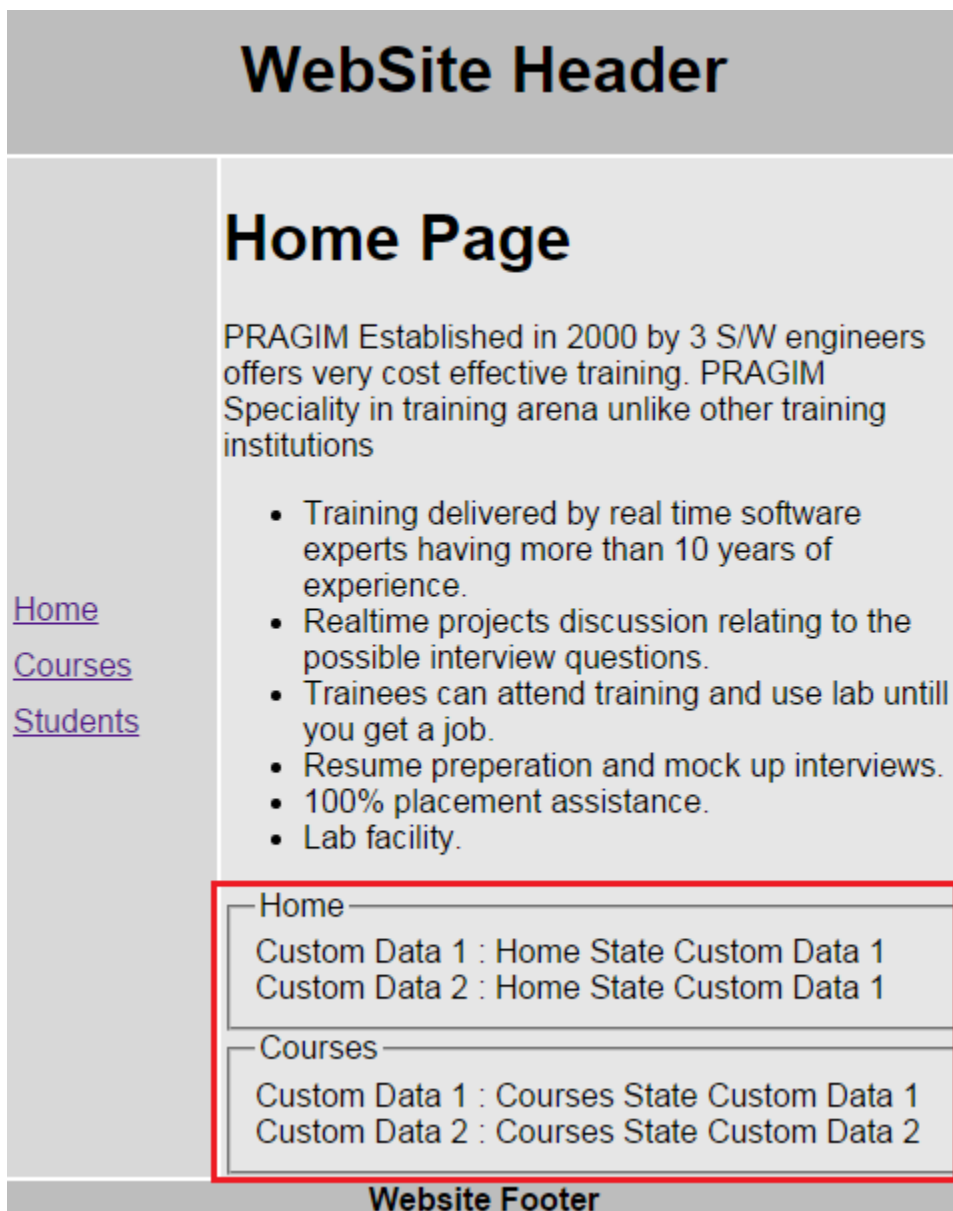 WebSite Header
Home
Courses
Students
Home Page
PRAGIM Established in 2000 by 3 S/W engineers
offers very cost effective training. PRAGIM
Speciality in training arena unlike other training
institutions
• Training delivered by real time software
experts having more than 10 years of
experience.
• Realtime projects discussion relating to the
possible interview questions.
• Trainees can attend training and use lab untill
you get a job.
• Resume preperation and mock up interviews.
• 100% placement assistance.
• Lab facility.
Home
Custom Data 1 : Home State Custom Data 1
Custom Data 2 : Home State Custom Data 1
Courses
Custom Data 1 : Courses State Custom Data 1
Custom Data 2 : Courses State Custom Data 2
Website Footer